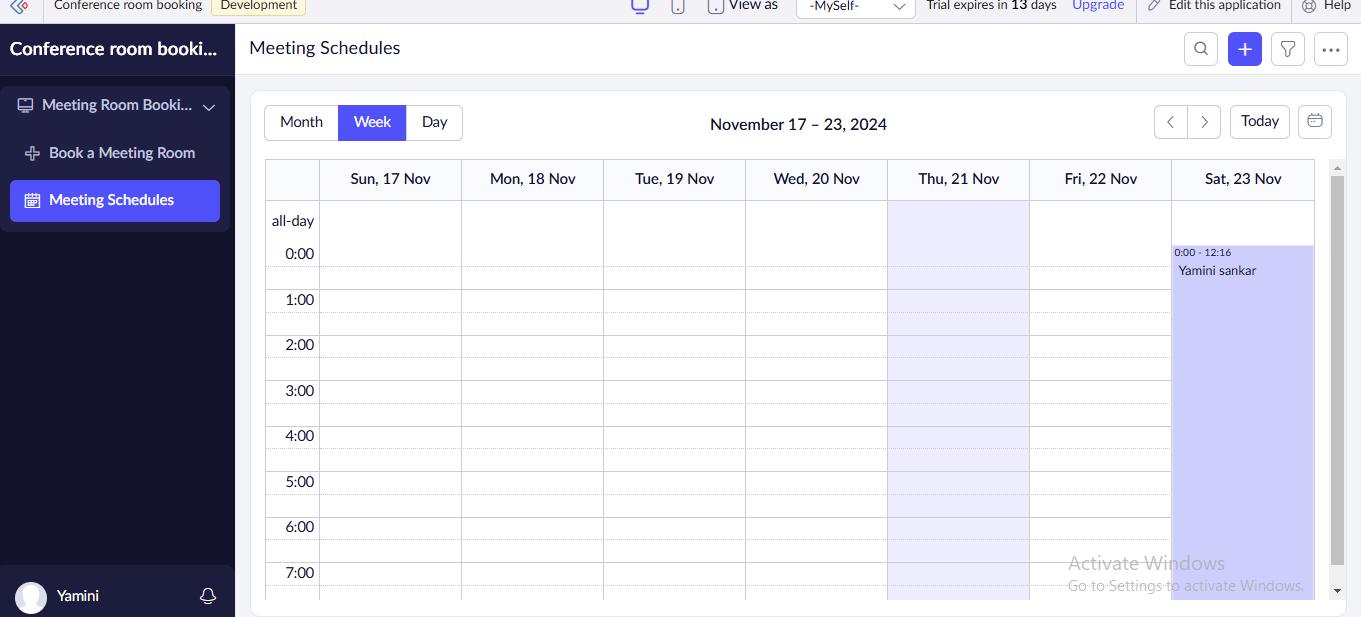 Conference room booking
Development
View as
-MySelf-
Trial expires in 13 days
Upgrade
Edit this application
Help
Conference room booki...
Meeting Schedules
Meeting Room Booki...
Book a Meeting Room
Meeting Schedules
Month
Week
Day
November 17 – 23, 2024
Today
Sun, 17 Nov
Mon, 18 Nov
Tue, 19 Nov
Wed, 20 Nov
Thu, 21 Nov
Fri, 22 Nov
Sat, 23 Nov
all-day
0:00
0:00 - 12:16
Yamini sankar
1:00
2:00
3:00
4:00
5:00
6:00
7:00
Activate Windows
Go to Settings to activate Windows.
Yamini